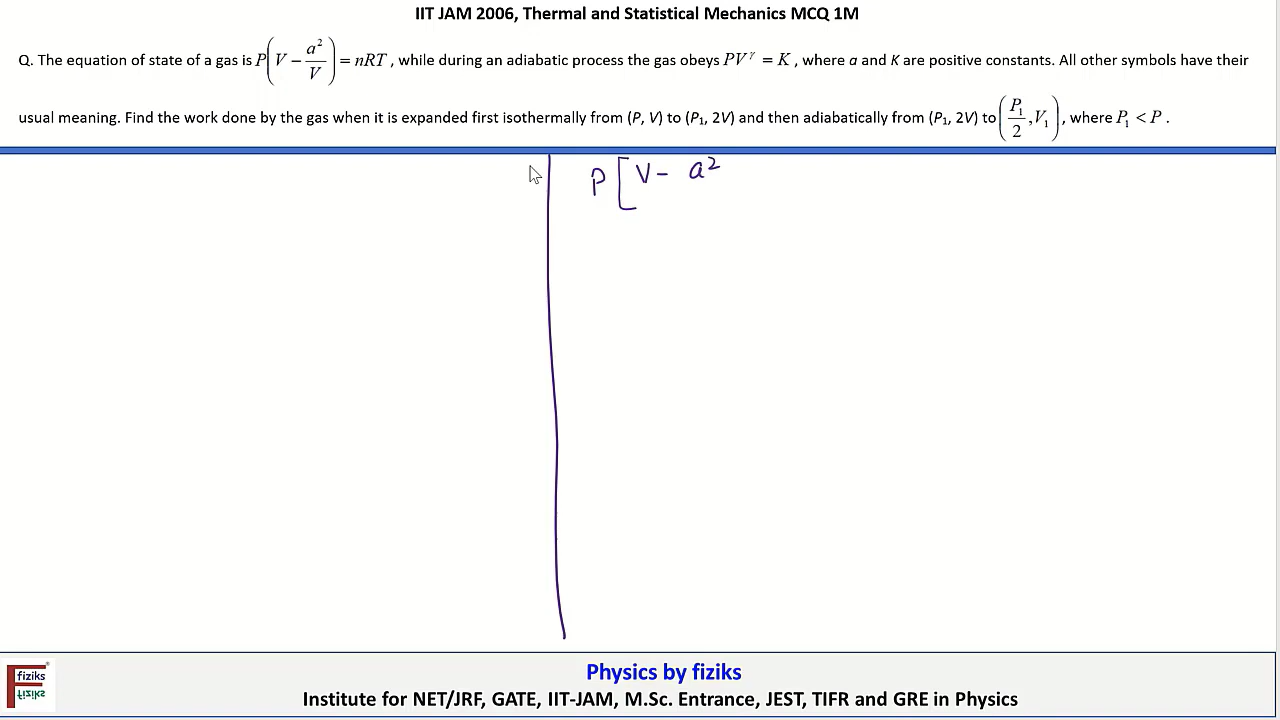 IIT JAM 2006, Thermal and Statistical Mechanics MCQ 1M
Q. The equation of state of a gas is P(V − a²/V) = nRT , while during an adiabatic process the gas obeys PV^γ = K , where a and K are positive constants. All other symbols have their
usual meaning. Find the work done by the gas when it is expanded first isothermally from (P, V) to (P₁, 2V) and then adiabatically from (P₁, 2V) to (P₁/2 , V₁) , where P₁ < P .
P[V − a²
fiziks
fiziks
Physics by fiziks
Institute for NET/JRF, GATE, IIT-JAM, M.Sc. Entrance, JEST, TIFR and GRE in Physics